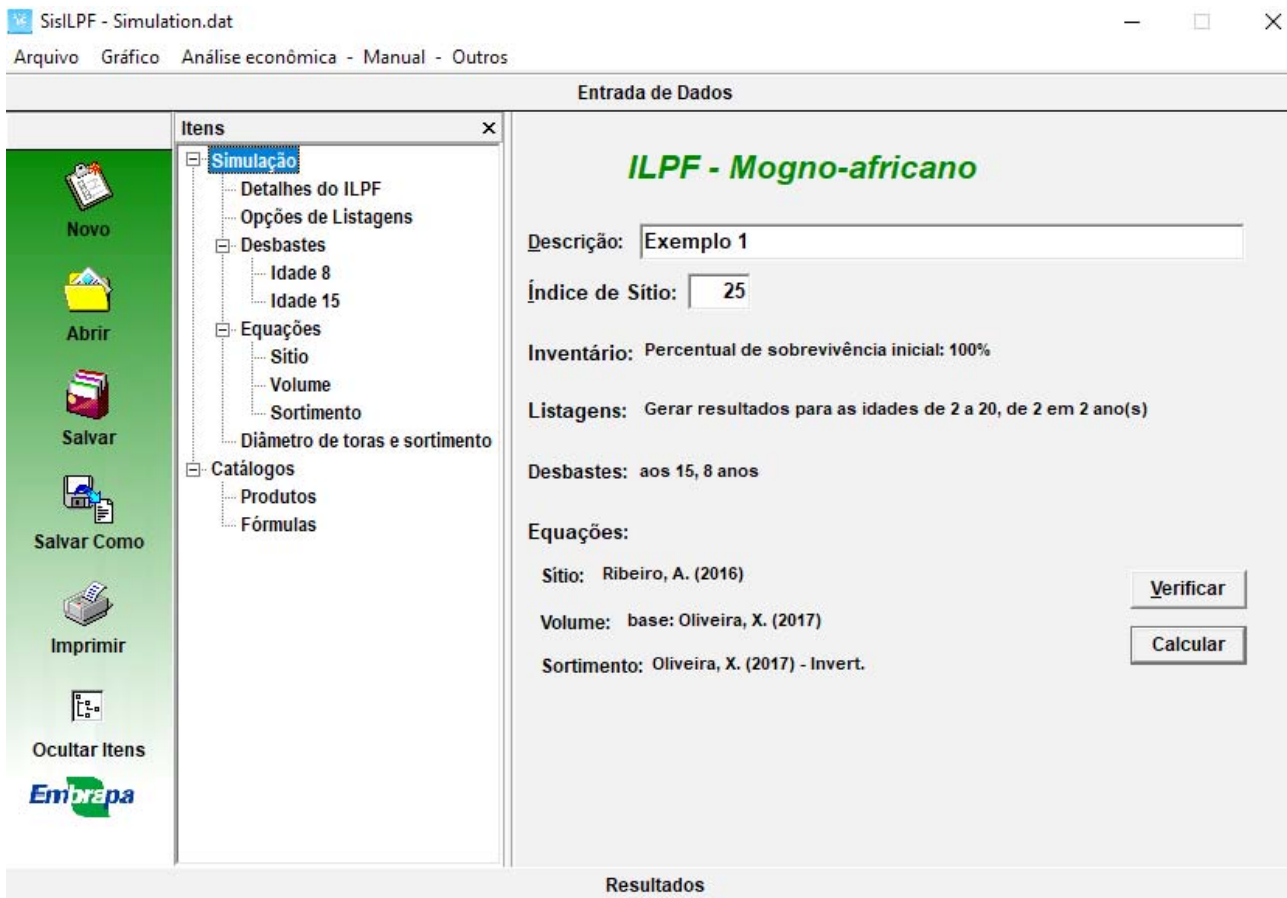 SisILPF - Simulation.dat
Arquivo Gráfico Análise econômica - Manual - Outros
Entrada de Dados
Novo
Abrir
Salvar
Salvar Como
Imprimir
Ocultar Itens
Embrapa
Itens
Simulação
Detalhes do ILPF
Opções de Listagens
Desbastes
Idade 8
Idade 15
Equações
Sítio
Volume
Sortimento
Diâmetro de toras e sortimento
Catálogos
Produtos
Fórmulas
ILPF - Mogno-africano
Descrição: Exemplo 1
Índice de Sítio: 25
Inventário: Percentual de sobrevivência inicial: 100%
Listagens: Gerar resultados para as idades de 2 a 20, de 2 em 2 ano(s)
Desbastes: aos 15, 8 anos
Equações:
Sítio: Ribeiro, A. (2016)
Volume: base: Oliveira, X. (2017)
Sortimento: Oliveira, X. (2017) - Invert.
Verificar
Calcular
Resultados